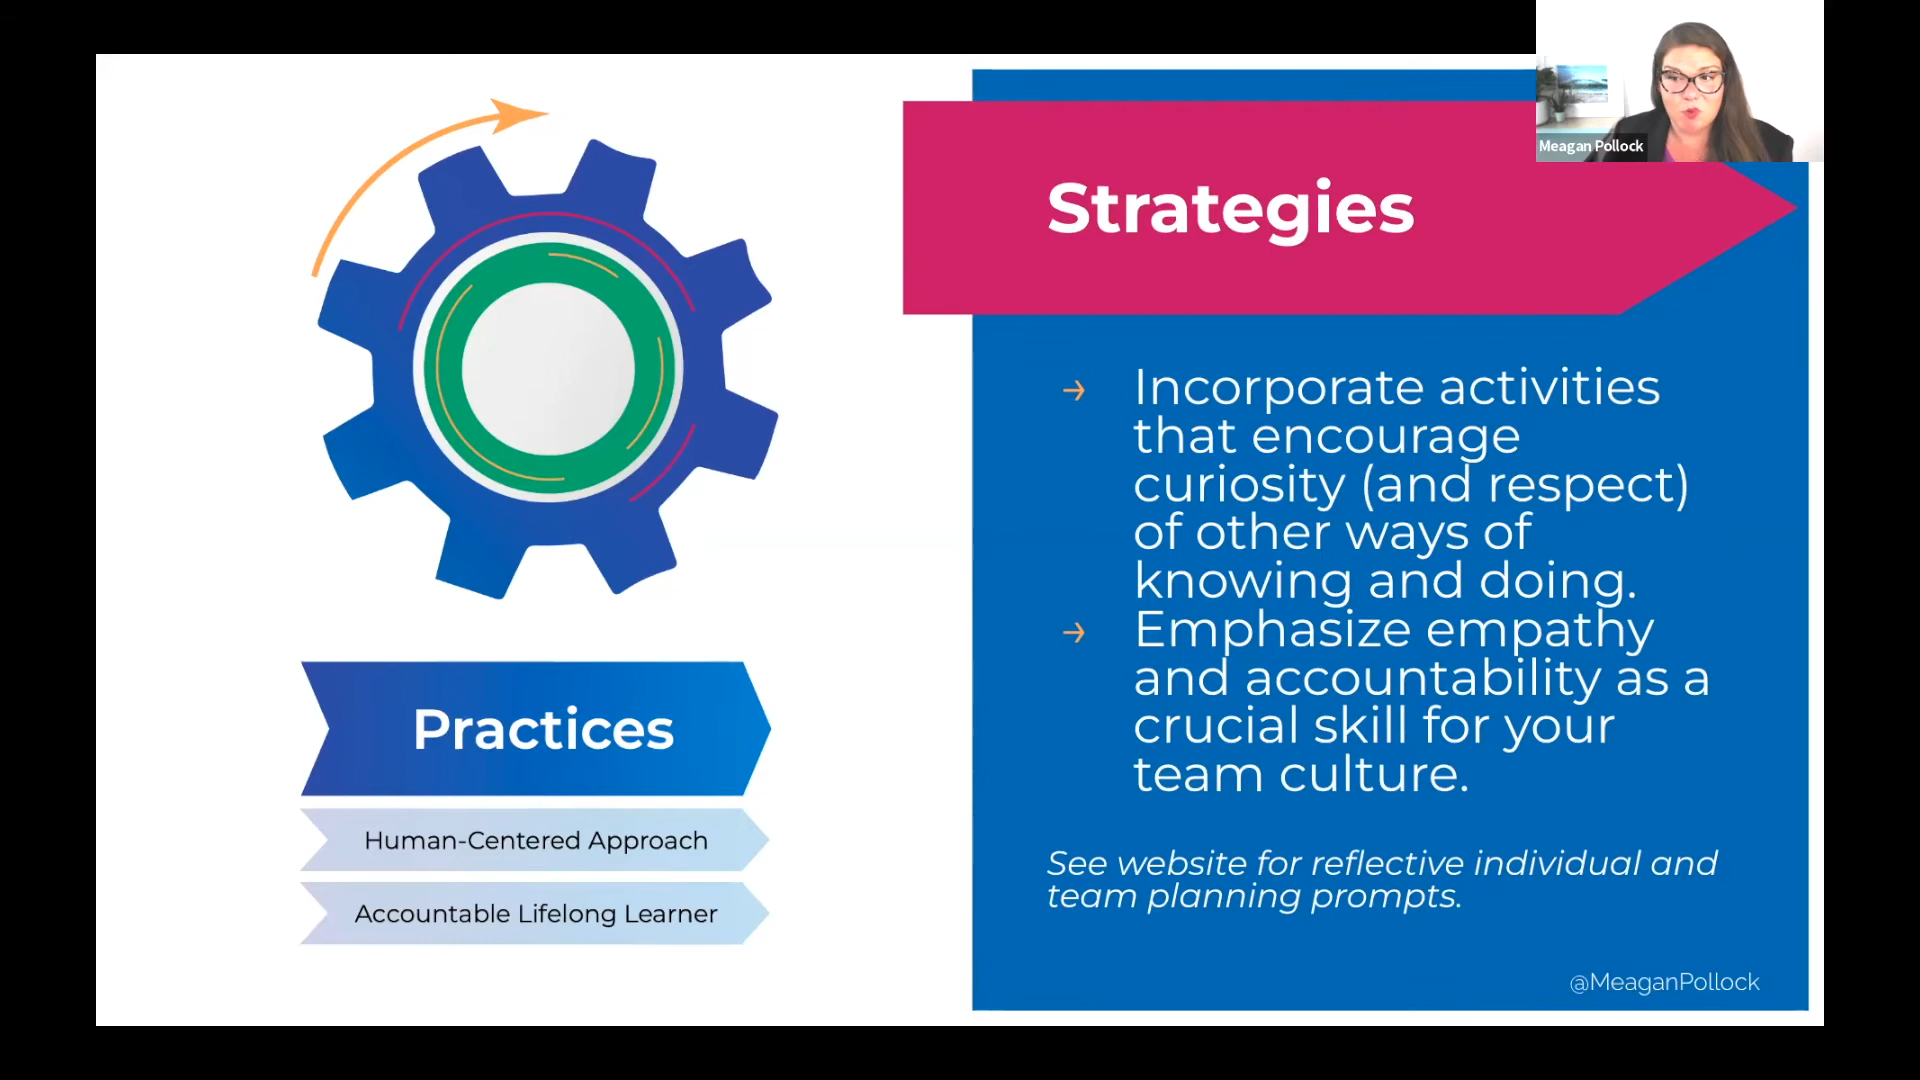 Meagan Pollock
Strategies
→ Incorporate activities
that encourage
curiosity (and respect)
of other ways of
knowing and doing.
→ Emphasize empathy
and accountability as a
crucial skill for your
team culture.
See website for reflective individual and
team planning prompts.
@MeaganPollock
Practices
Human-Centered Approach
Accountable Lifelong Learner